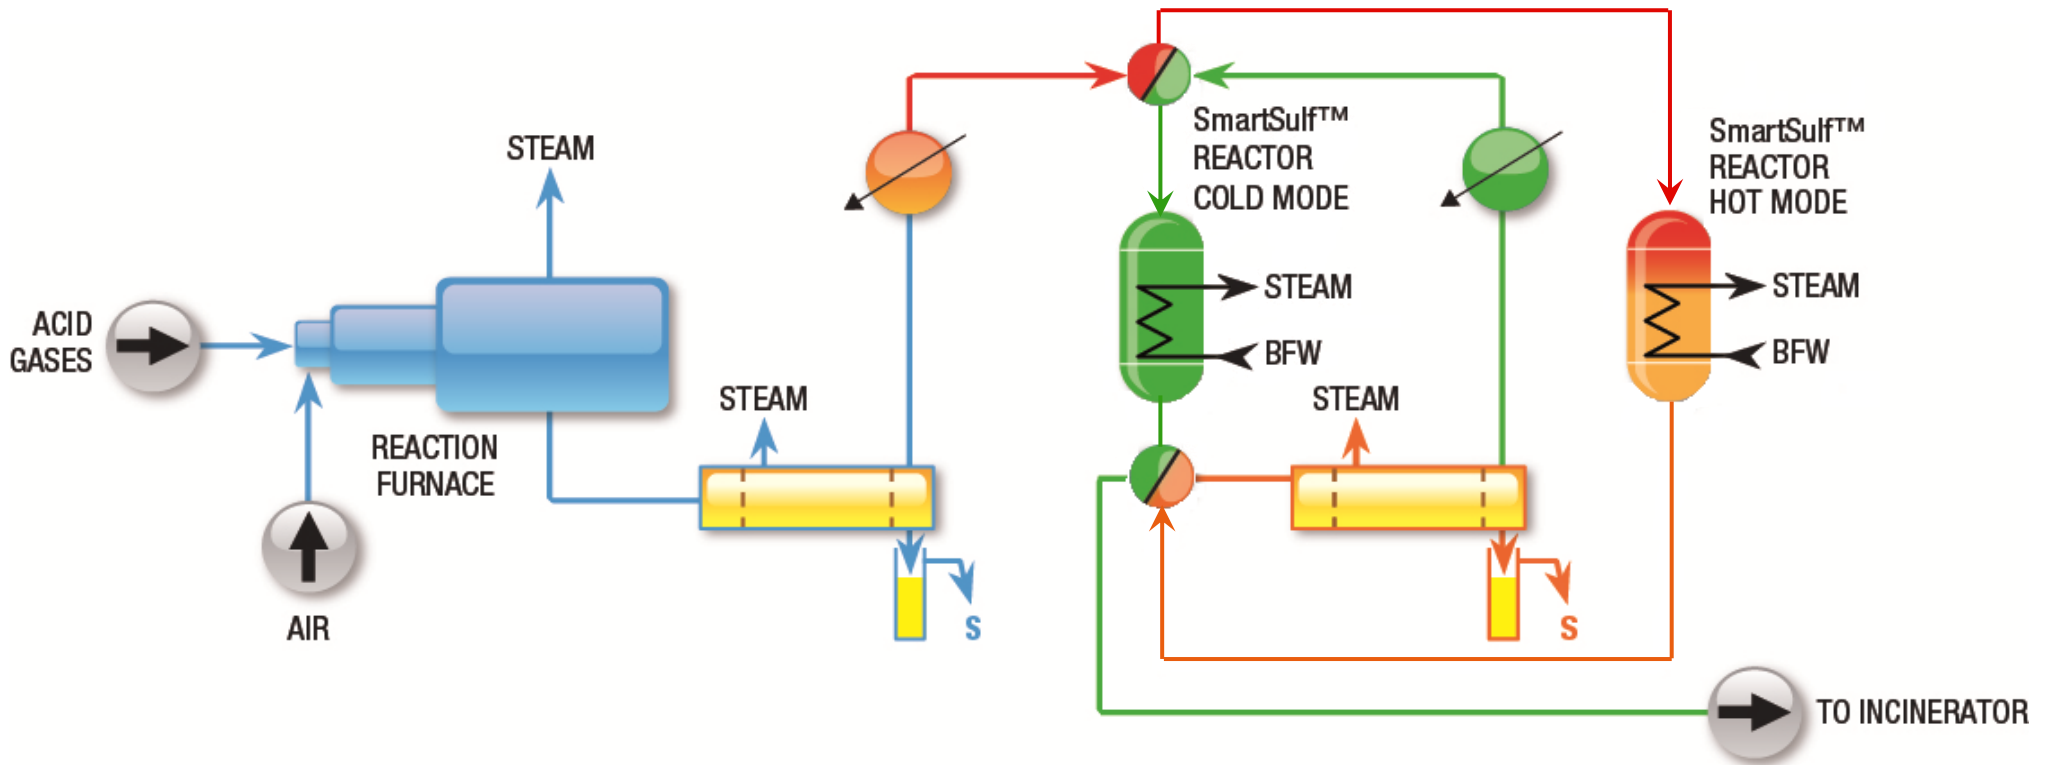 STEAM
SmartSulf™
REACTOR
COLD MODE
SmartSulf™
REACTOR
HOT MODE
STEAM
STEAM
ACID
GASES
BFW
BFW
STEAM
STEAM
REACTION
FURNACE
AIR
S
S
TO INCINERATOR